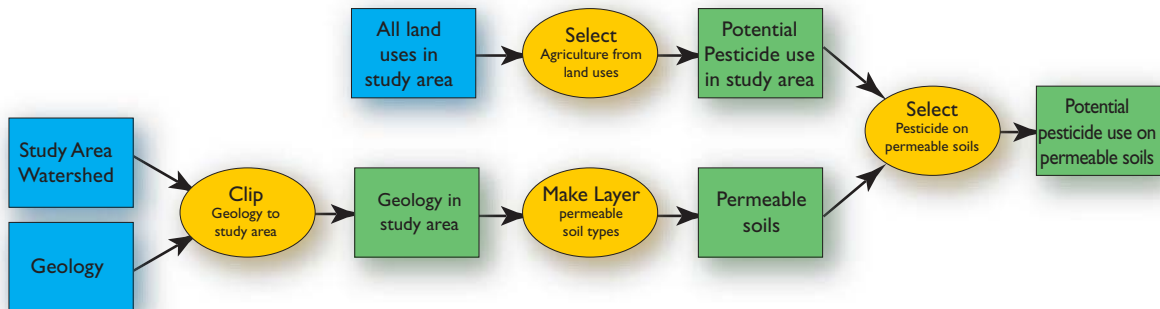 All land
uses in
study area
Select
Agriculture from
land uses
Potential
Pesticide use
in study area
Select
Pesticide on
permeable soils
Potential
pesticide use on
permeable soils
Study Area
Watershed
Geology
Clip
Geology to
study area
Geology in
study area
Make Layer
permeable
soil types
Permeable
soils